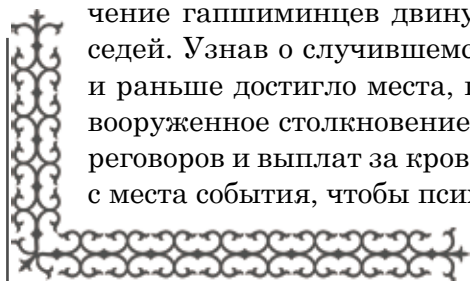 чение гапшиминцев двину
седей. Узнав о случившемс
и раньше достигло места,
вооруженное столкновение
реговоров и выплат за кров
с места события, чтобы пси